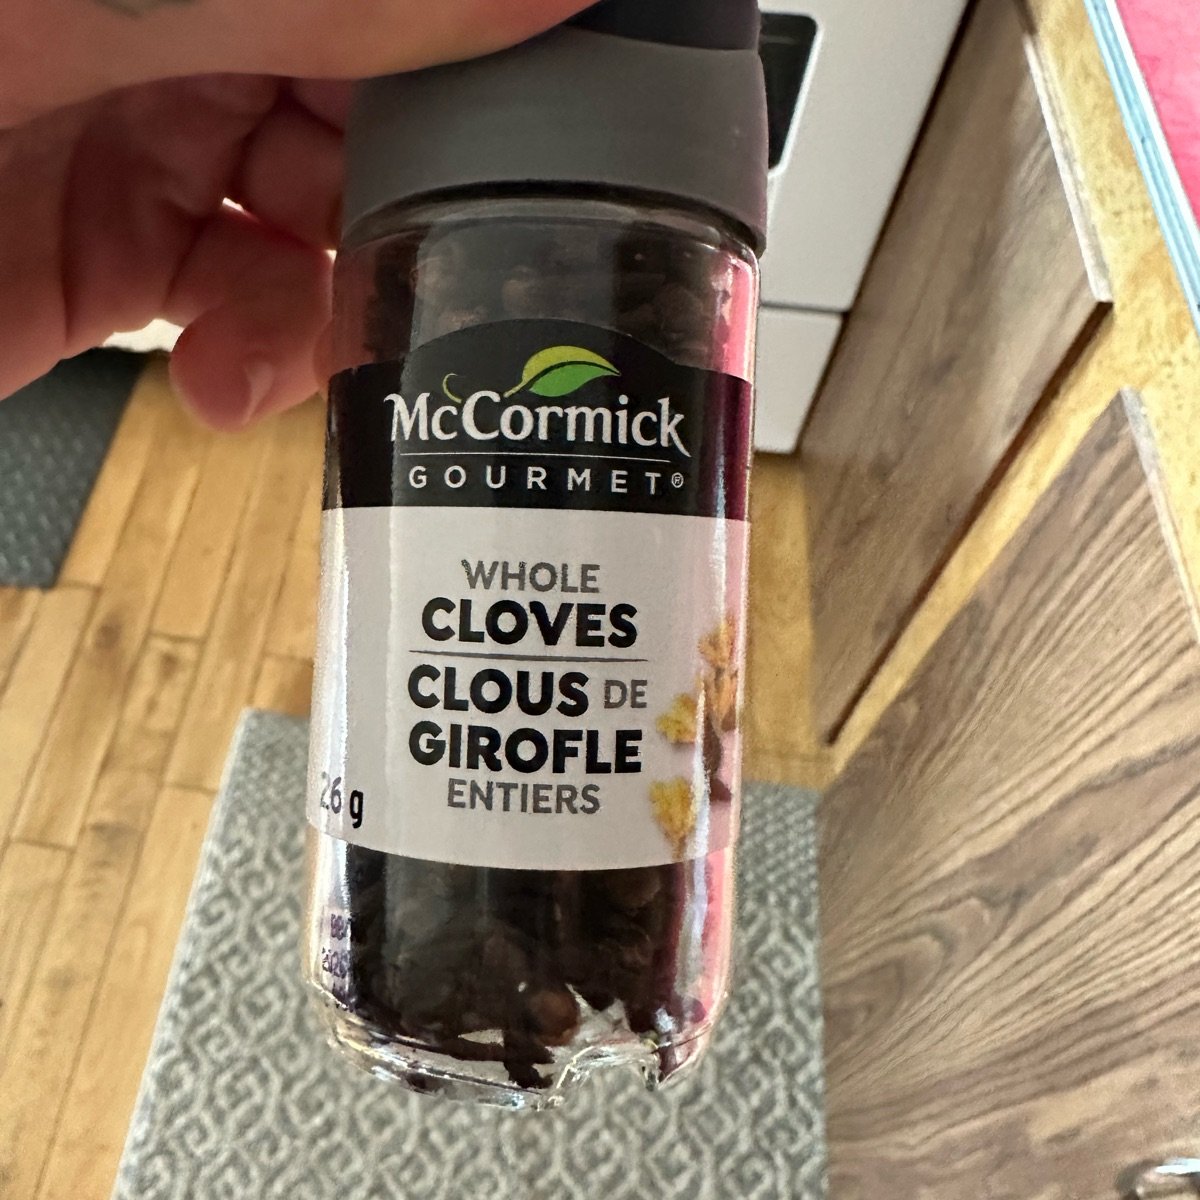 McCormick
GOURMET®
WHOLE
CLOVES
CLOUS DE
GIROFLE
ENTIERS
26 g